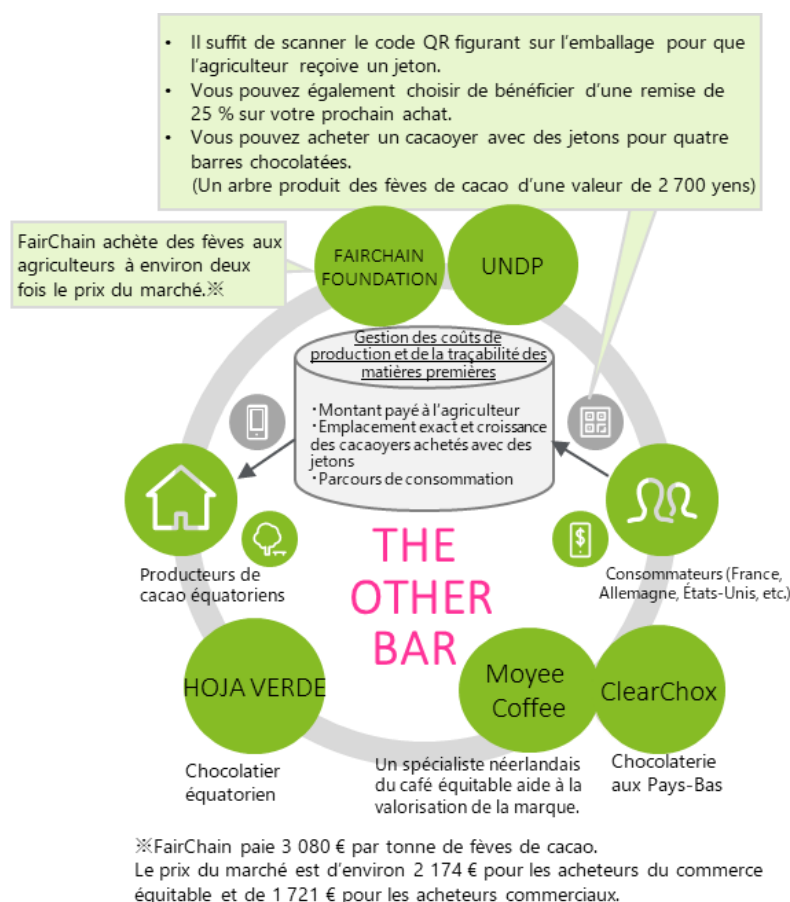 • Il suffit de scanner le code QR figurant sur l'emballage pour que
l'agriculteur reçoive un jeton.
• Vous pouvez également choisir de bénéficier d'une remise de
25 % sur votre prochain achat.
• Vous pouvez acheter un cacaoyer avec des jetons pour quatre
barres chocolatées.
(Un arbre produit des fèves de cacao d'une valeur de 2 700 yens)
FairChain achète des fèves aux
agriculteurs à environ deux
fois le prix du marché.※
FAIRCHAIN
FOUNDATION
UNDP
Gestion des coûts de
production et de la traçabilité des
matières premières
・Montant payé à l'agriculteur
・Emplacement exact et croissance
des cacaoyers achetés avec des
jetons
・Parcours de consommation
Producteurs de
cacao équatoriens
$
Consommateurs (France,
Allemagne, États-Unis, etc.)
THE
OTHER
BAR
HOJA VERDE
Chocolatier
équatorien
Moyee
Coffee
Un spécialiste néerlandais
du café équitable aide à la
valorisation de la marque.
ClearChox
Chocolaterie
aux Pays-Bas
※FairChain paie 3 080 € par tonne de fèves de cacao.
Le prix du marché est d'environ 2 174 € pour les acheteurs du commerce
équitable et de 1 721 € pour les acheteurs commerciaux.